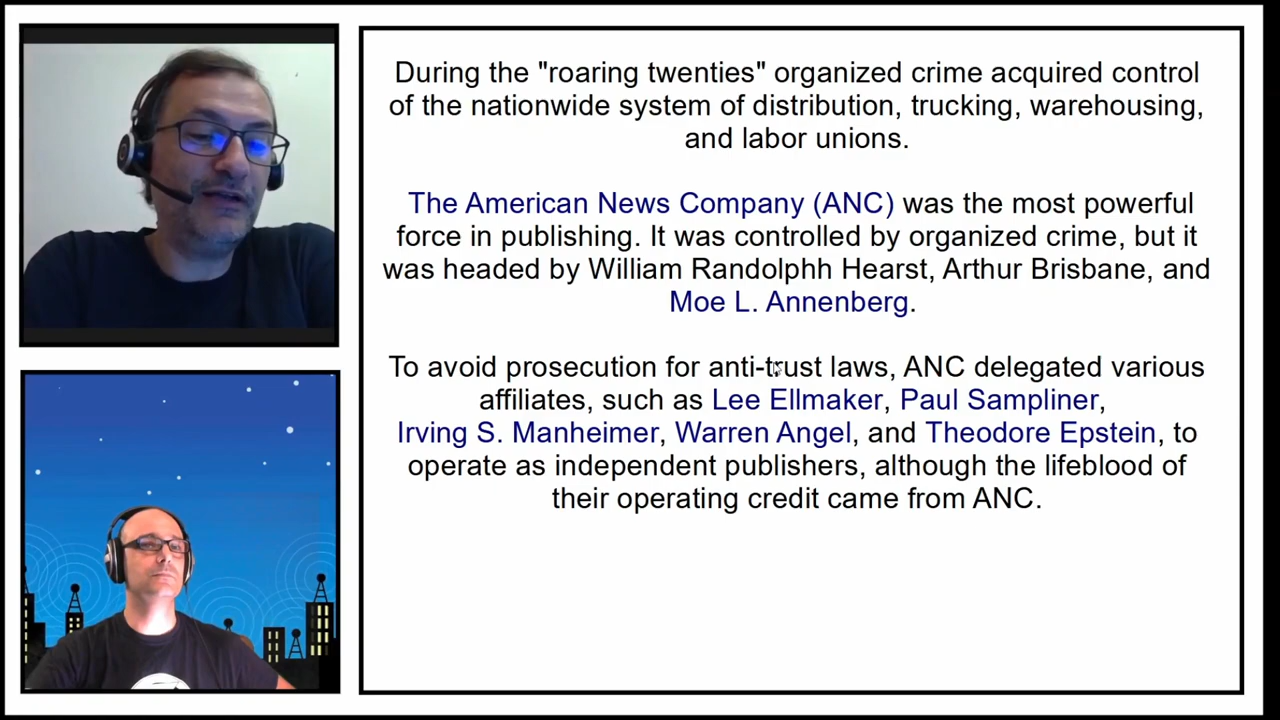 During the "roaring twenties" organized crime acquired control
of the nationwide system of distribution, trucking, warehousing,
and labor unions.
The American News Company (ANC) was the most powerful
force in publishing. It was controlled by organized crime, but it
was headed by William Randolphh Hearst, Arthur Brisbane, and
Moe L. Annenberg.
To avoid prosecution for anti-trust laws, ANC delegated various
affiliates, such as Lee Ellmaker, Paul Sampliner,
Irving S. Manheimer, Warren Angel, and Theodore Epstein, to
operate as independent publishers, although the lifeblood of
their operating credit came from ANC.